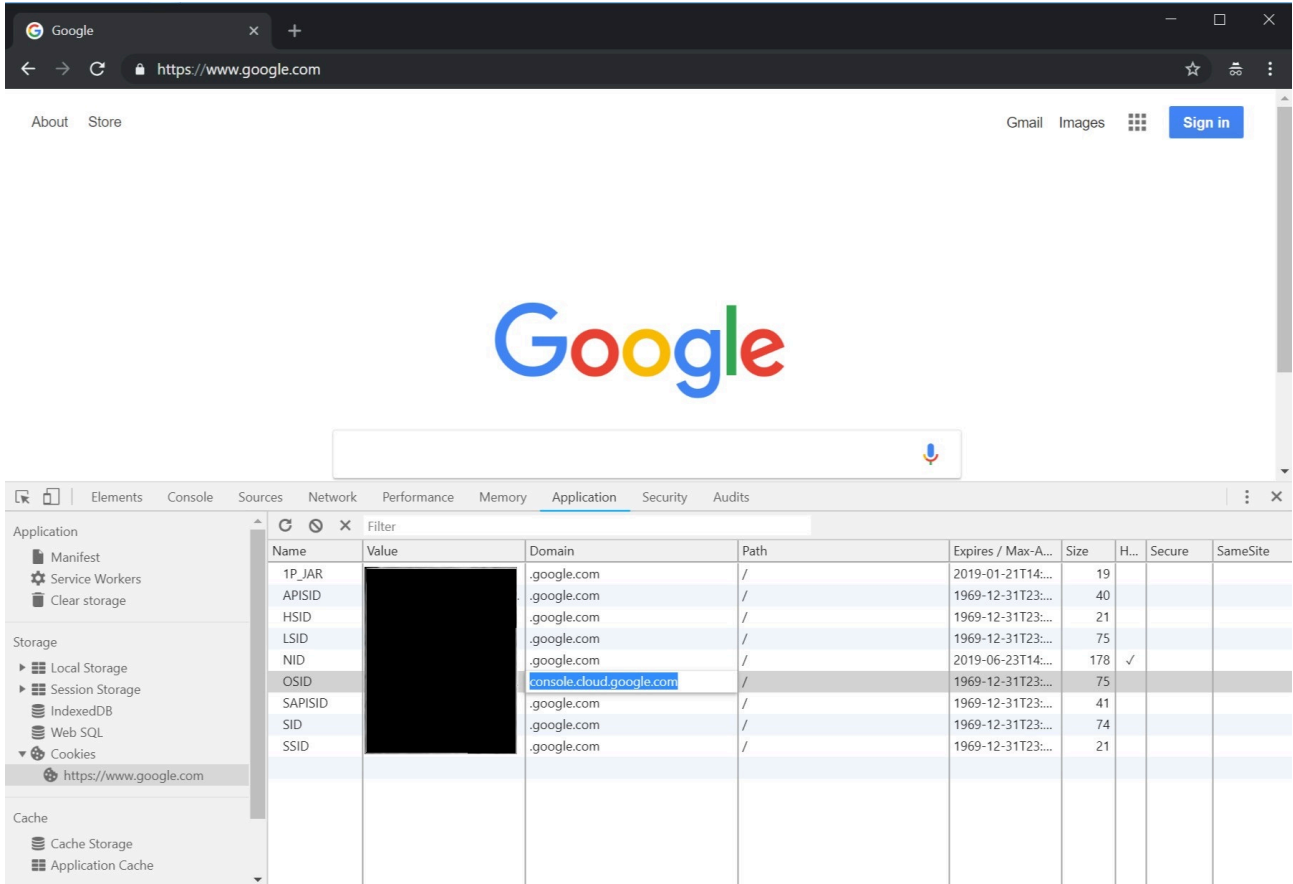 Google
https://www.google.com
About Store Gmail Images Sign in
Google
Elements Console Sources Network Performance Memory Application Security Audits
Application
Manifest
Service Workers
Clear storage
Storage
Local Storage
Session Storage
IndexedDB
Web SQL
Cookies
https://www.google.com
Cache
Cache Storage
Application Cache
Filter
Name Value Domain Path Expires / Max-A... Size H... Secure SameSite
1P_JAR .google.com / 2019-01-21T14:... 19
APISID .google.com / 1969-12-31T23:... 40
HSID .google.com / 1969-12-31T23:... 21
LSID .google.com / 1969-12-31T23:... 75
NID .google.com / 2019-06-23T14:... 178 ✓
OSID console.cloud.google.com / 1969-12-31T23:... 75
SAPISID .google.com / 1969-12-31T23:... 41
SID .google.com / 1969-12-31T23:... 74
SSID .google.com / 1969-12-31T23:... 21